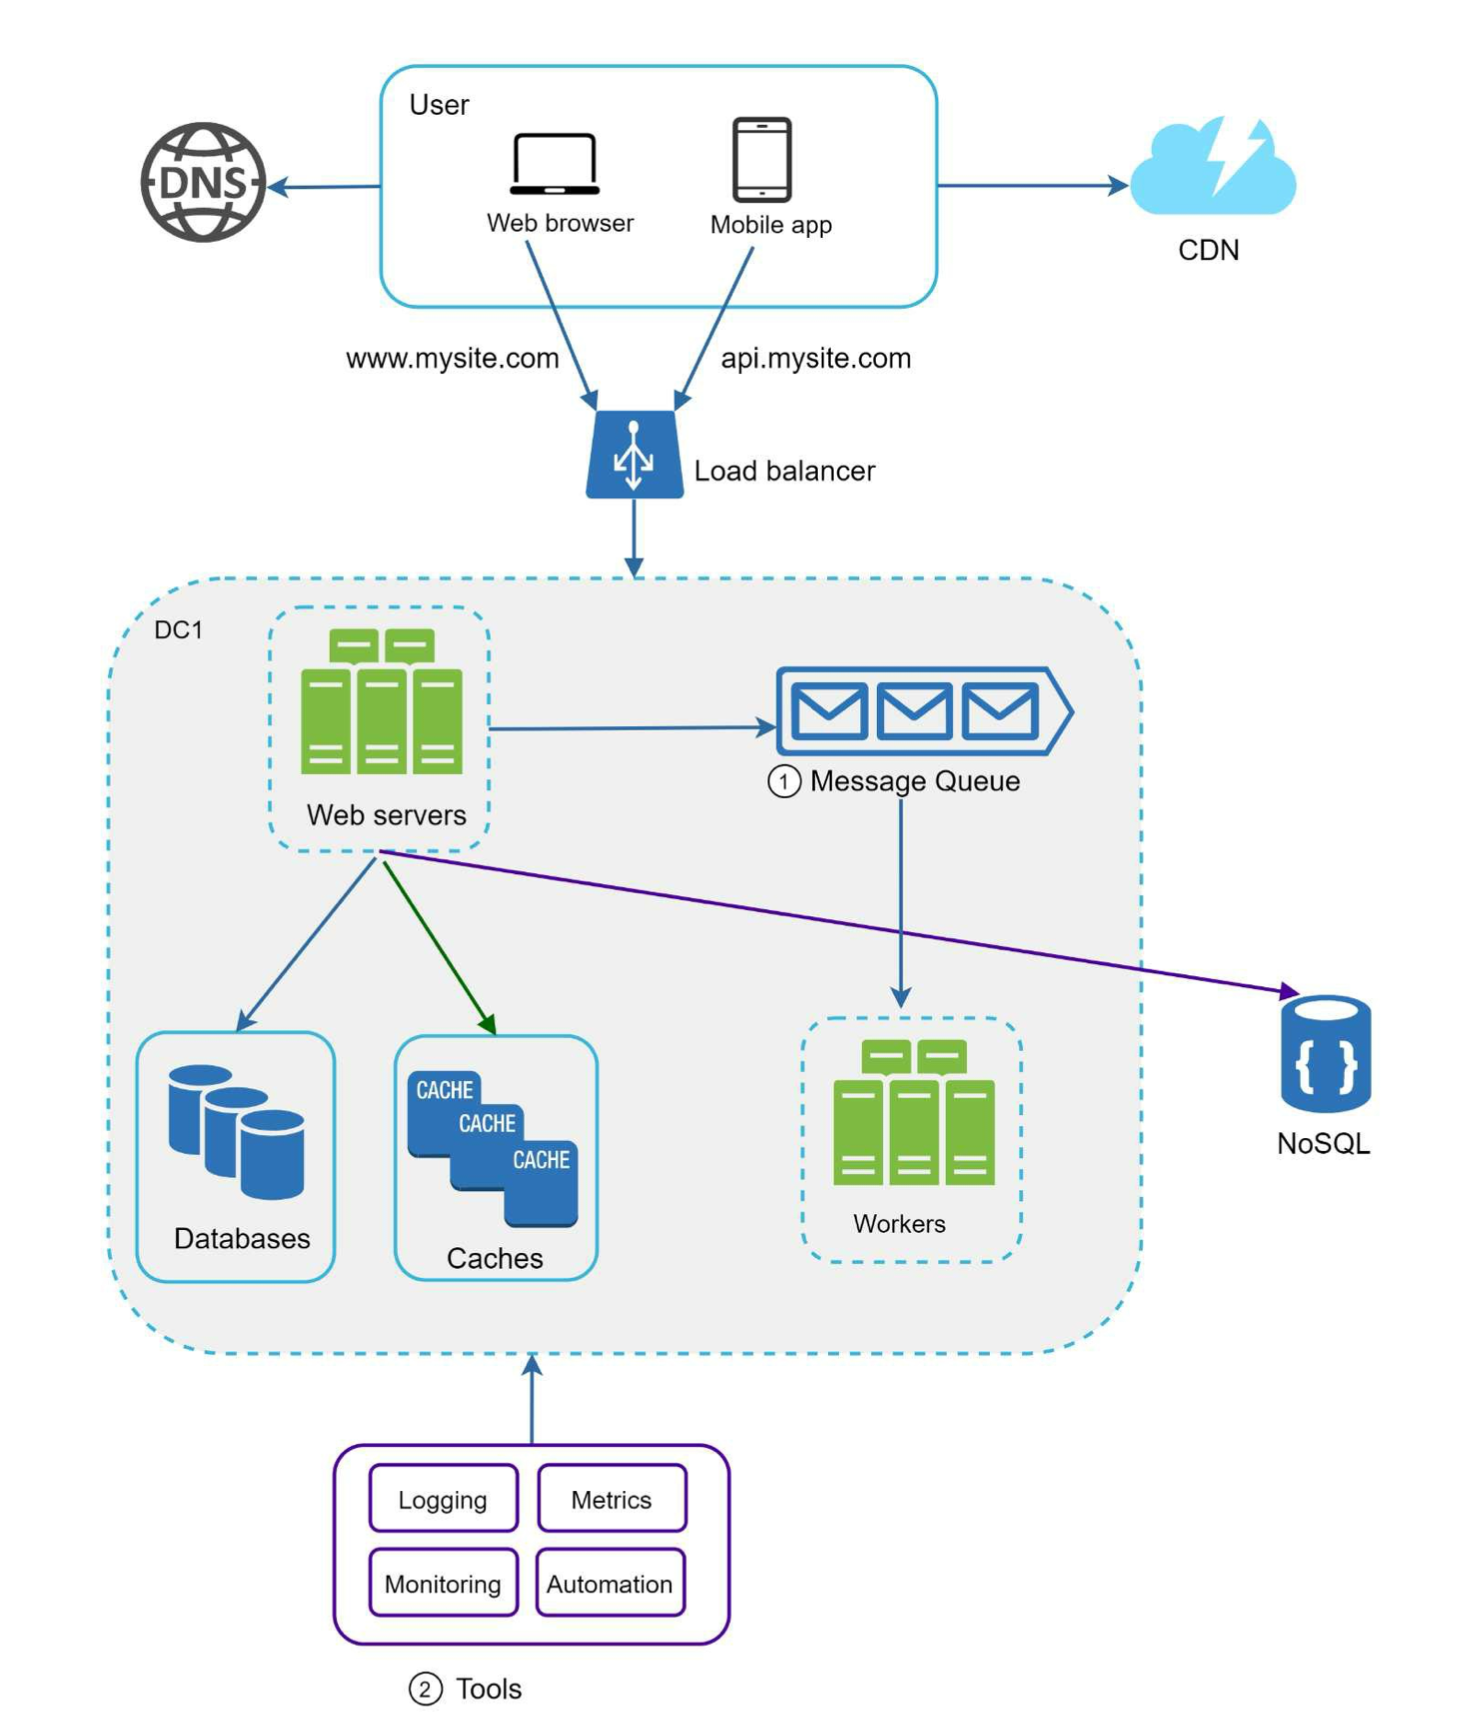 User
DNS
Web browser
Mobile app
CDN
www.mysite.com
api.mysite.com
Load balancer
DC1
Web servers
1 Message Queue
CACHE
CACHE
CACHE
Databases
Caches
Workers
{ }
NoSQL
Logging
Metrics
Monitoring
Automation
2 Tools